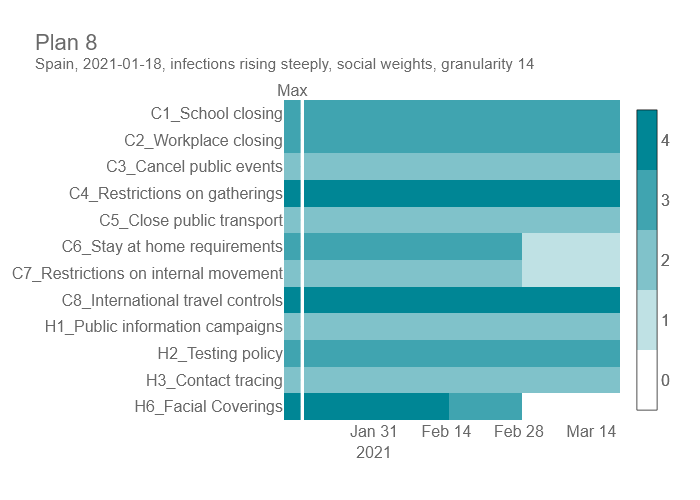 Plan 8
Spain, 2021-01-18, infections rising steeply, social weights, granularity 14
Max
C1_School closing
C2_Workplace closing
C3_Cancel public events
C4_Restrictions on gatherings
C5_Close public transport
C6_Stay at home requirements
C7_Restrictions on internal movement
C8_International travel controls
H1_Public information campaigns
H2_Testing policy
H3_Contact tracing
H6_Facial Coverings
Jan 31 Feb 14 Feb 28 Mar 14
2021
4
3
2
1
0